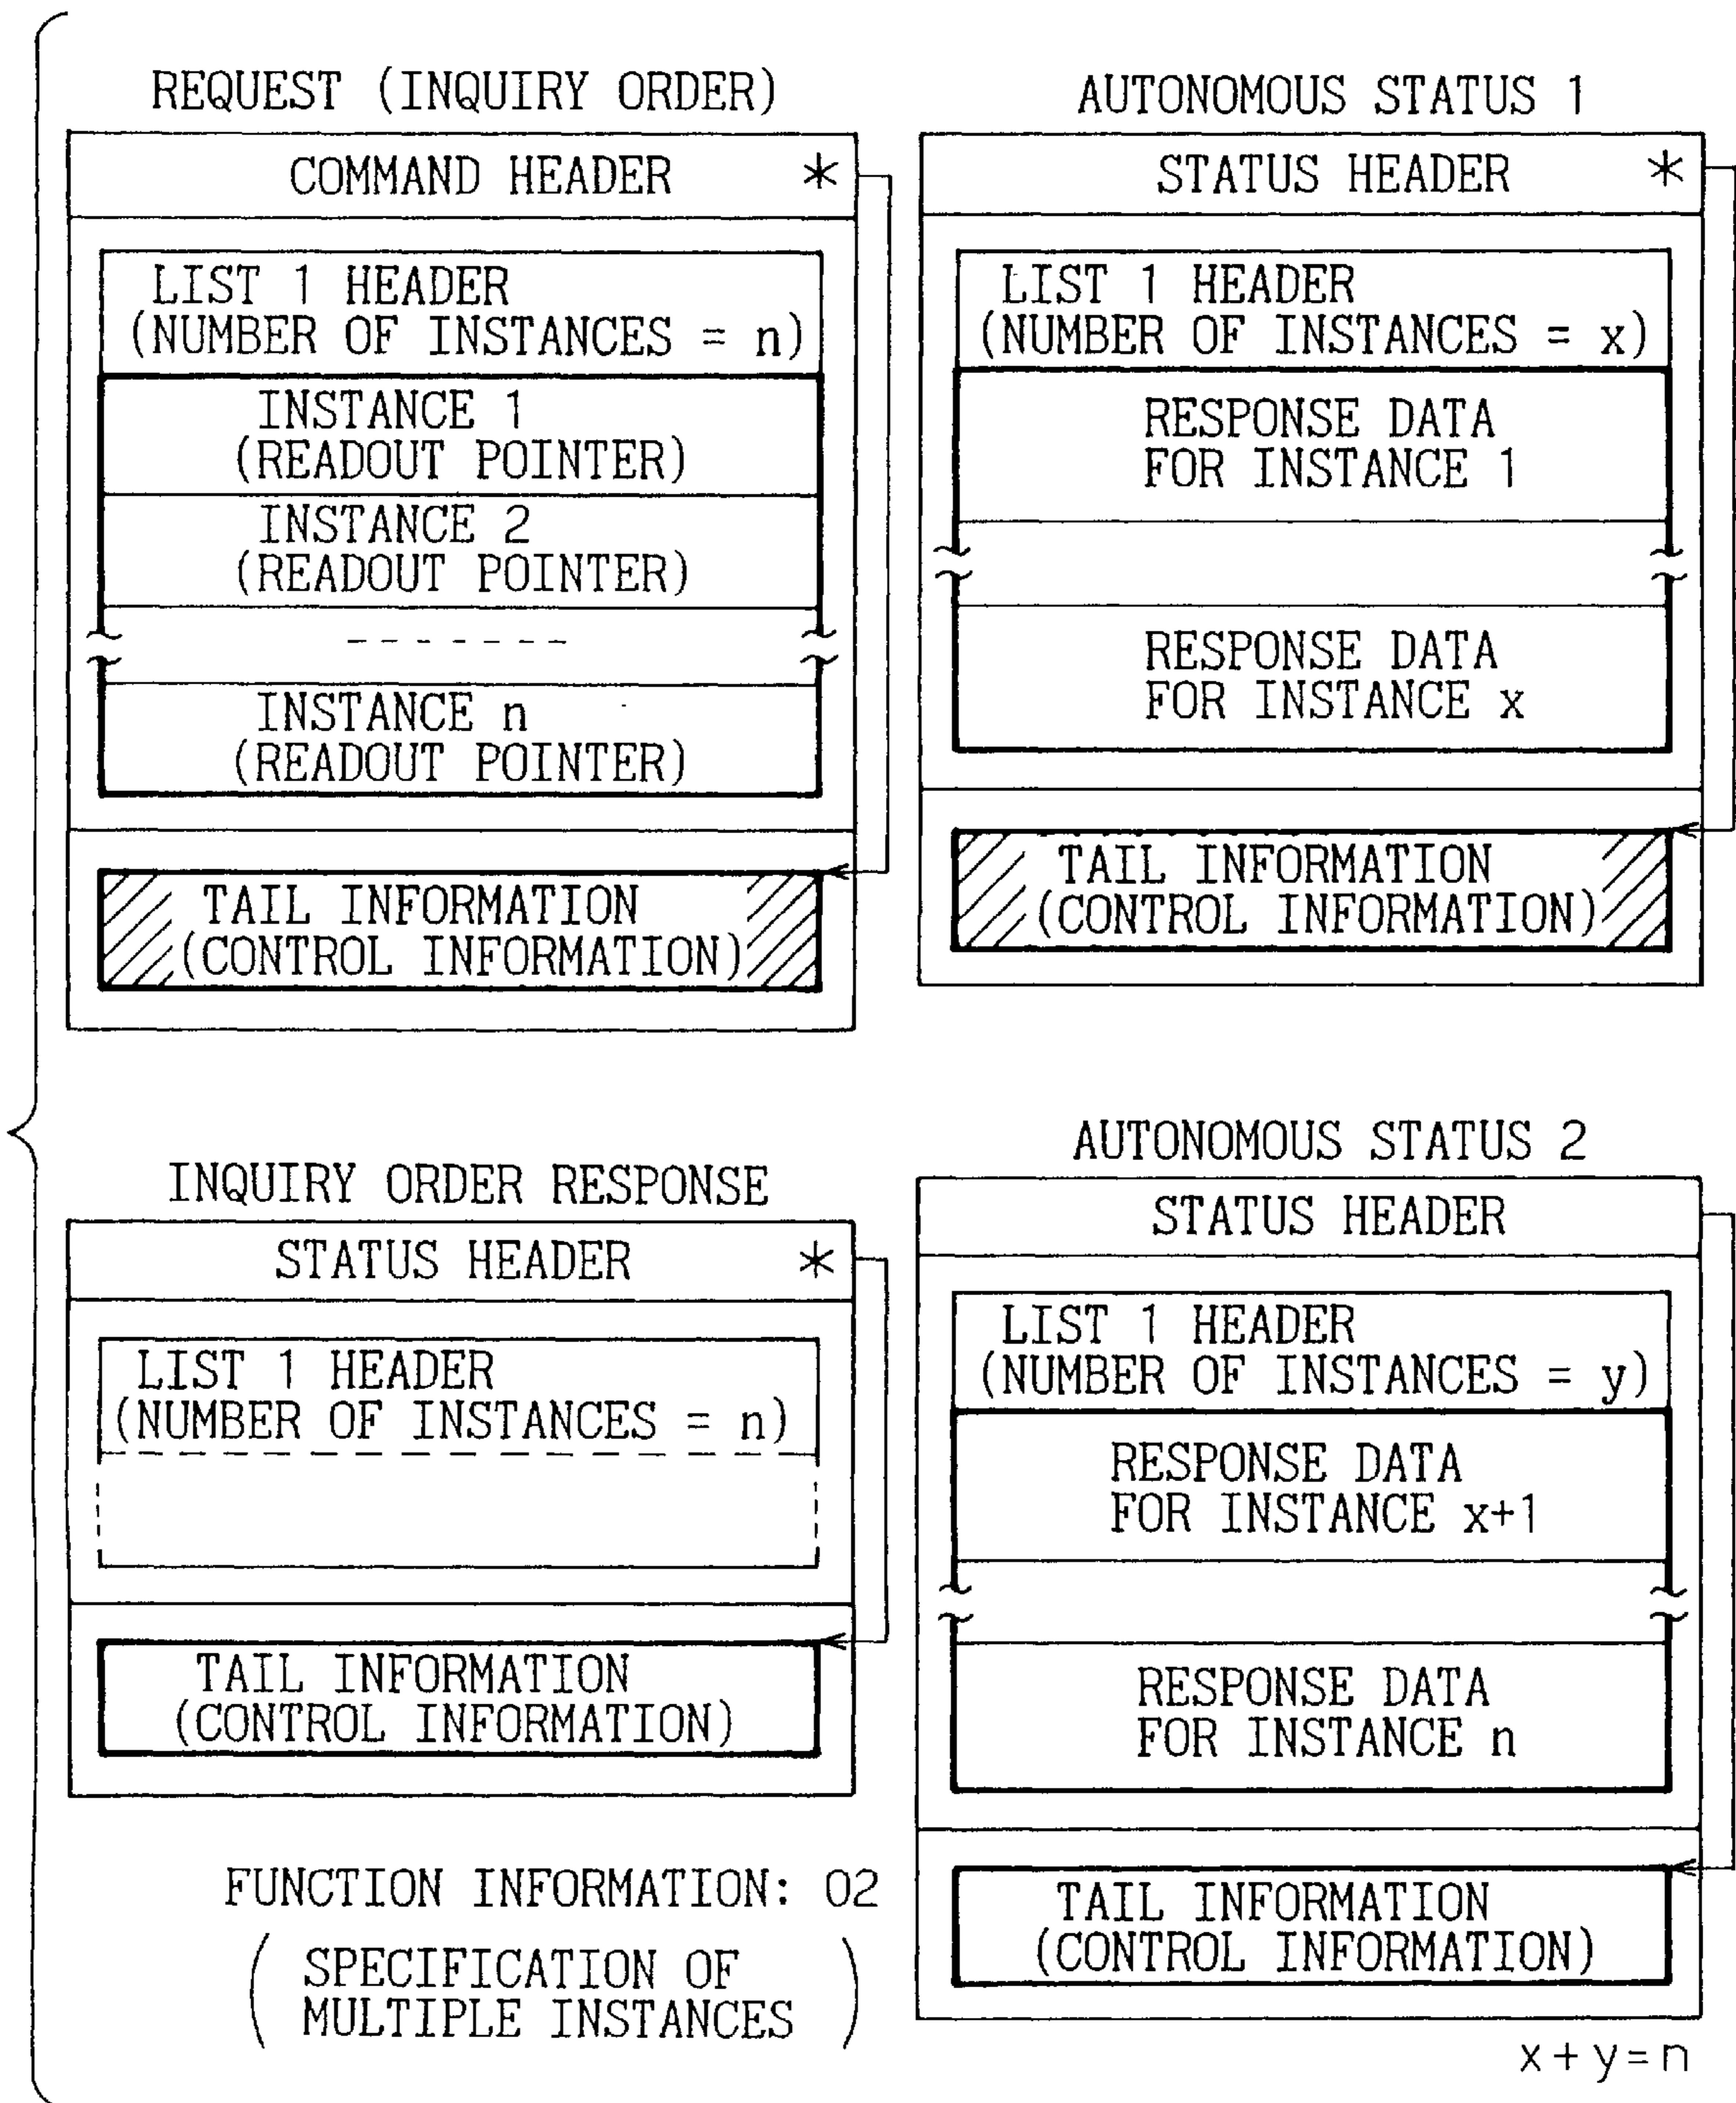 REQUEST (INQUIRY ORDER)
COMMAND HEADER *
LIST 1 HEADER
(NUMBER OF INSTANCES = n)
INSTANCE 1
(READOUT POINTER)
INSTANCE 2
(READOUT POINTER)
-------
INSTANCE n
(READOUT POINTER)
TAIL INFORMATION
(CONTROL INFORMATION)
AUTONOMOUS STATUS 1
STATUS HEADER *
LIST 1 HEADER
(NUMBER OF INSTANCES = x)
RESPONSE DATA
FOR INSTANCE 1
RESPONSE DATA
FOR INSTANCE x
TAIL INFORMATION
(CONTROL INFORMATION)
INQUIRY ORDER RESPONSE
STATUS HEADER *
LIST 1 HEADER
(NUMBER OF INSTANCES = n)
TAIL INFORMATION
(CONTROL INFORMATION)
FUNCTION INFORMATION: 02
( SPECIFICATION OF
MULTIPLE INSTANCES )
AUTONOMOUS STATUS 2
STATUS HEADER
LIST 1 HEADER
(NUMBER OF INSTANCES = y)
RESPONSE DATA
FOR INSTANCE x+1
RESPONSE DATA
FOR INSTANCE n
TAIL INFORMATION
(CONTROL INFORMATION)
x+y=n